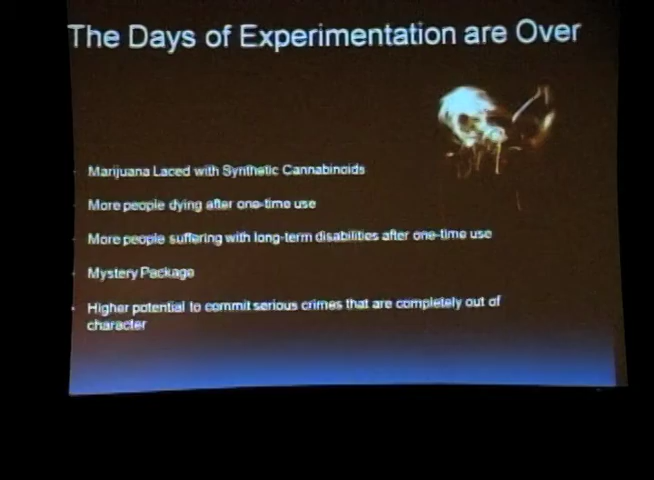 The Days of Experimentation are Over
Marijuana Laced with Synthetic Cannabinoids
More people dying after one-time use
More people suffering with long-term disabilities after one-time use
Mystery Package
Higher potential to commit serious crimes that are completely out of
character